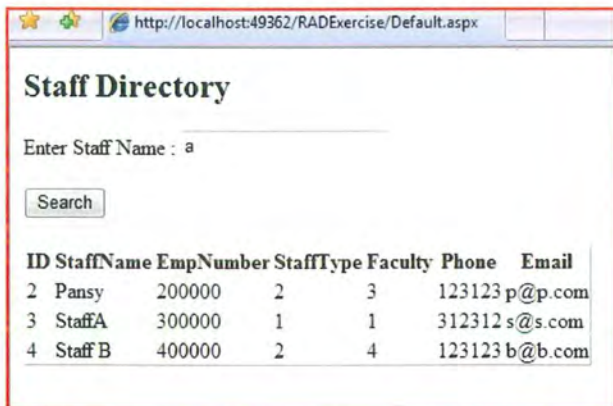 http://localhost:49362/RADExercise/Default.aspx
Staff Directory
Enter Staff Name : a
Search
ID StaffName EmpNumber StaffType Faculty Phone Email
2 Pansy 200000 2 3 123123 p@p.com
3 StaffA 300000 1 1 312312 s@s.com
4 Staff B 400000 2 4 123123 b@b.com